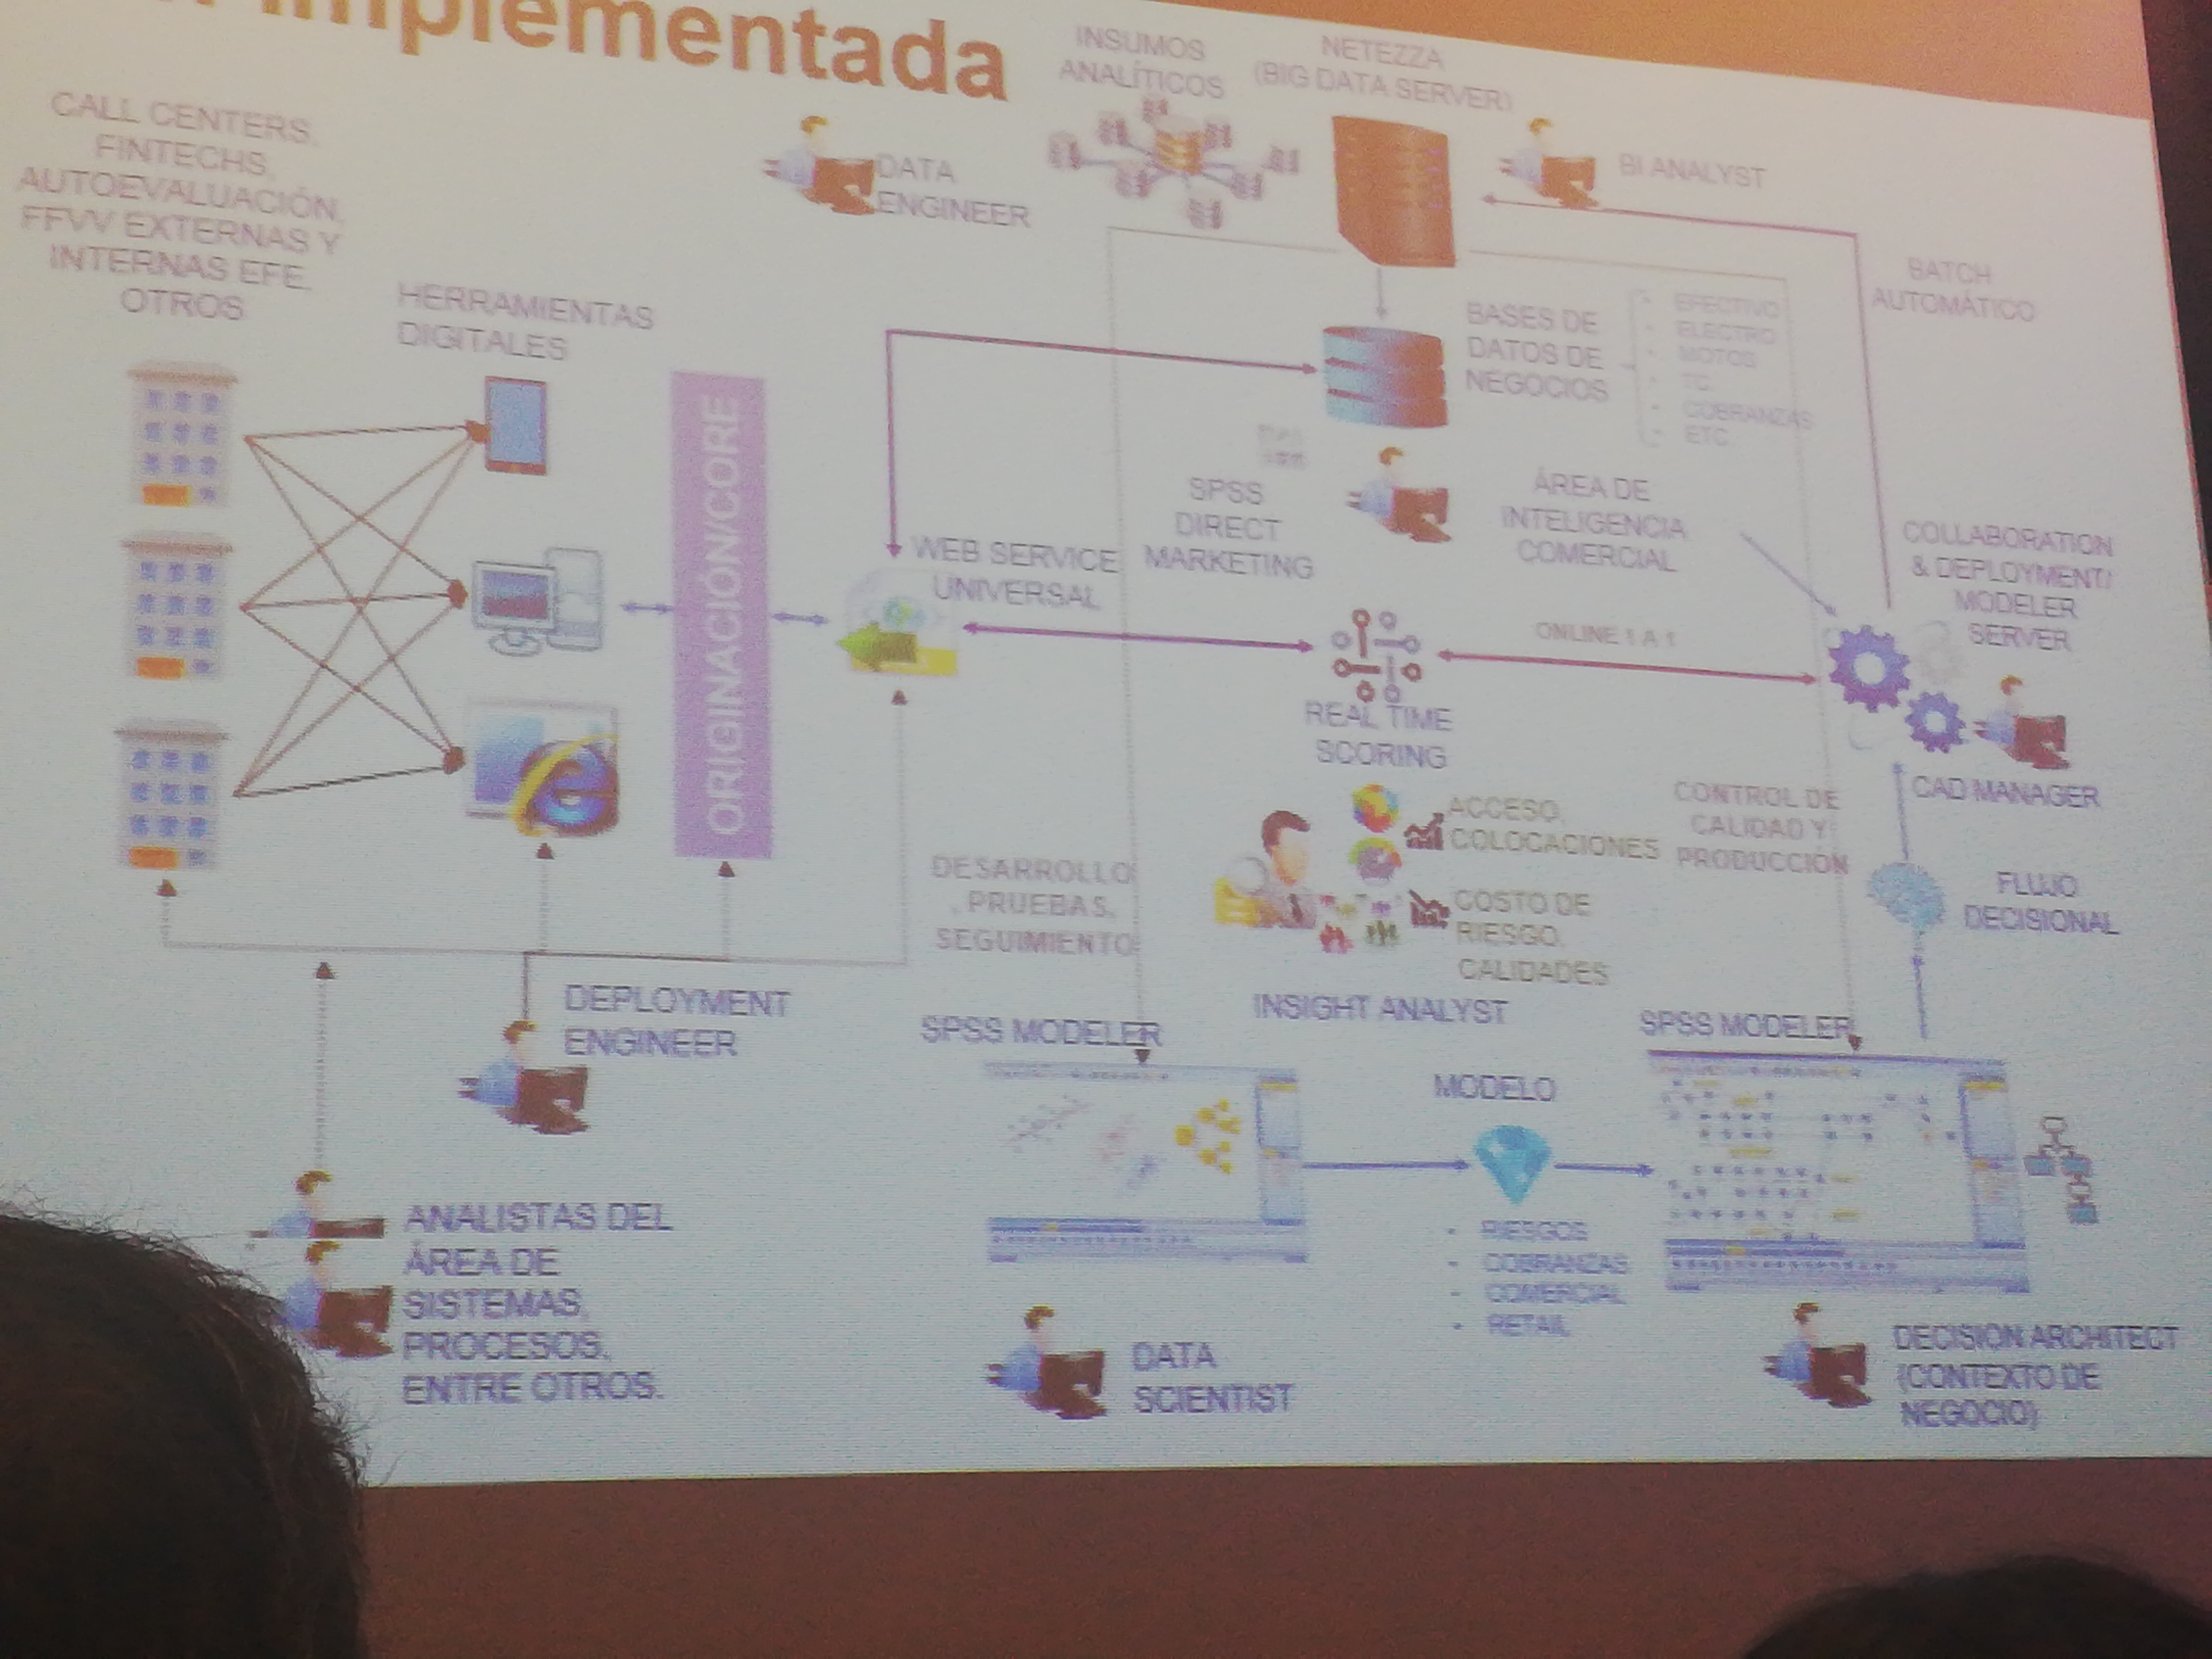 Implementada
INSUMOS
ANALÍTICOS
NETEZZA
(BIG DATA SERVER)
CALL CENTERS,
FINTECHS,
AUTOEVALUACIÓN,
FFVV EXTERNAS Y
INTERNAS EFE,
OTROS
DATA
ENGINEER
BI ANALYST
HERRAMIENTAS
DIGITALES
BATCH
AUTOMÁTICO
BASES DE
DATOS DE
NEGOCIOS
- EFECTIVO
- ELECTRO
- MOTOS
- TC
- COBRANZAS
- ETC
ORIGINACIÓN/CORE
WEB SERVICE
UNIVERSAL
SPSS
DIRECT
MARKETING
ÁREA DE
INTELIGENCIA
COMERCIAL
COLLABORATION
& DEPLOYMENT/
MODELER
SERVER
ONLINE 1 A 1
REAL TIME
SCORING
CAD MANAGER
ACCESO,
COLOCACIONES
CONTROL DE
CALIDAD Y
PRODUCCIÓN
DESARROLLO
, PRUEBAS,
SEGUIMIENTO
COSTO DE
RIESGO,
CALIDADES
FLUJO
DECISIONAL
INSIGHT ANALYST
DEPLOYMENT
ENGINEER
SPSS MODELER
SPSS MODELER
MODELO
- RIESGOS
- COBRANZAS
- COMERCIAL
- RETAIL
ANALISTAS DEL
ÁREA DE
SISTEMAS,
PROCESOS,
ENTRE OTROS.
DATA
SCIENTIST
DECISION ARCHITECT
(CONTEXTO DE
NEGOCIO)